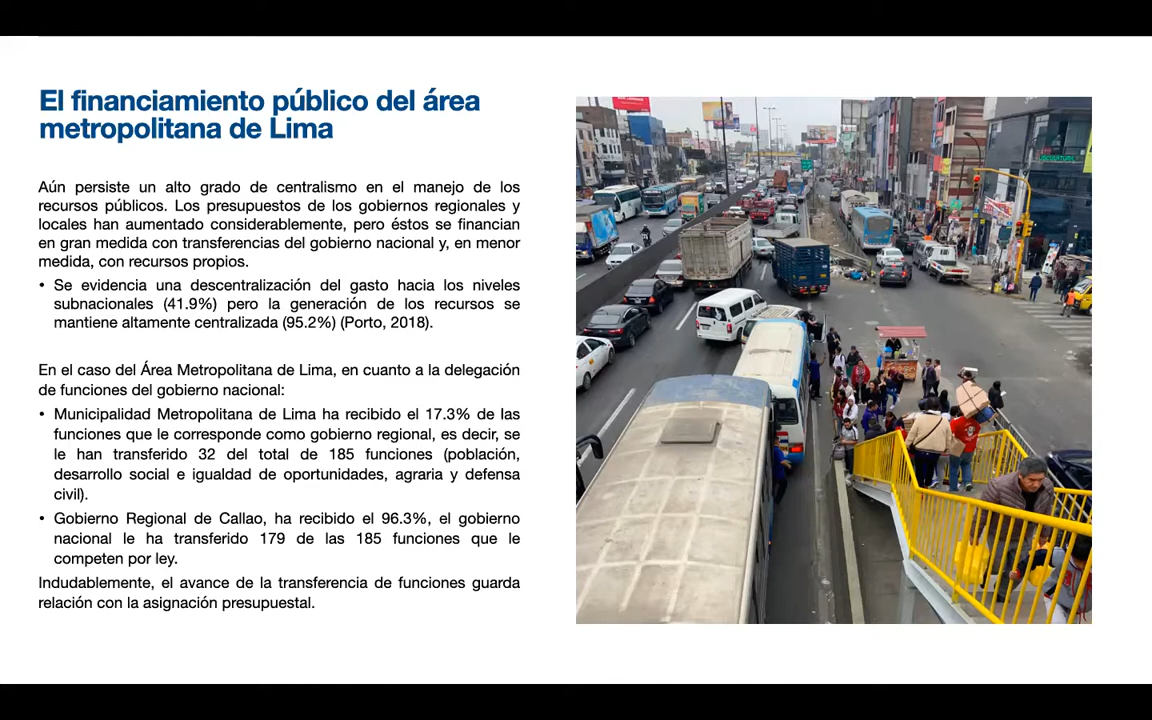 El financiamiento público del área
metropolitana de Lima
Aún persiste un alto grado de centralismo en el manejo de los
recursos públicos. Los presupuestos de los gobiernos regionales y
locales han aumentado considerablemente, pero éstos se financian
en gran medida con transferencias del gobierno nacional y, en menor
medida, con recursos propios.
• Se evidencia una descentralización del gasto hacia los niveles
subnacionales (41.9%) pero la generación de los recursos se
mantiene altamente centralizada (95.2%) (Porto, 2018).
En el caso del Área Metropolitana de Lima, en cuanto a la delegación
de funciones del gobierno nacional:
• Municipalidad Metropolitana de Lima ha recibido el 17.3% de las
funciones que le corresponde como gobierno regional, es decir, se
le han transferido 32 del total de 185 funciones (población,
desarrollo social e igualdad de oportunidades, agraria y defensa
civil).
• Gobierno Regional de Callao, ha recibido el 96.3%, el gobierno
nacional le ha transferido 179 de las 185 funciones que le
competen por ley.
Indudablemente, el avance de la transferencia de funciones guarda
relación con la asignación presupuestal.